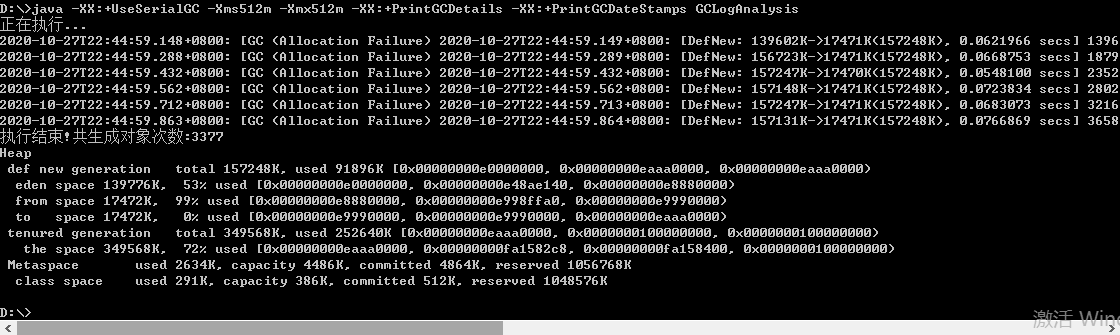 D:\>java -XX:+UseSerialGC -Xms512m -Xmx512m -XX:+PrintGCDetails -XX:+PrintGCDateStamps GCLogAnalysis
正在执行...
2020-10-27T22:44:59.148+0800: [GC (Allocation Failure) 2020-10-27T22:44:59.149+0800: [DefNew: 139602K->17471K(157248K), 0.0621966 secs] 1396
2020-10-27T22:44:59.288+0800: [GC (Allocation Failure) 2020-10-27T22:44:59.289+0800: [DefNew: 156723K->17471K(157248K), 0.0668753 secs] 1879
2020-10-27T22:44:59.432+0800: [GC (Allocation Failure) 2020-10-27T22:44:59.432+0800: [DefNew: 157247K->17470K(157248K), 0.0548100 secs] 2352
2020-10-27T22:44:59.562+0800: [GC (Allocation Failure) 2020-10-27T22:44:59.562+0800: [DefNew: 157148K->17471K(157248K), 0.0723834 secs] 2802
2020-10-27T22:44:59.712+0800: [GC (Allocation Failure) 2020-10-27T22:44:59.713+0800: [DefNew: 157247K->17471K(157248K), 0.0683073 secs] 3216
2020-10-27T22:44:59.863+0800: [GC (Allocation Failure) 2020-10-27T22:44:59.864+0800: [DefNew: 157131K->17471K(157248K), 0.0766869 secs] 3658
执行结束!共生成对象次数:3377
Heap
 def new generation   total 157248K, used 91896K [0x00000000e0000000, 0x00000000eaaa0000, 0x00000000eaaa0000)
  eden space 139776K,  53% used [0x00000000e0000000, 0x00000000e48ae140, 0x00000000e8880000)
  from space 17472K,  99% used [0x00000000e8880000, 0x00000000e998ffa0, 0x00000000e9990000)
  to   space 17472K,   0% used [0x00000000e9990000, 0x00000000e9990000, 0x00000000eaaa0000)
 tenured generation   total 349568K, used 252640K [0x00000000eaaa0000, 0x0000000100000000, 0x0000000100000000)
   the space 349568K,  72% used [0x00000000eaaa0000, 0x00000000fa1582c8, 0x00000000fa158400, 0x0000000100000000)
 Metaspace       used 2634K, capacity 4486K, committed 4864K, reserved 1056768K
  class space    used 291K, capacity 386K, committed 512K, reserved 1048576K
D:\>
激活 Win